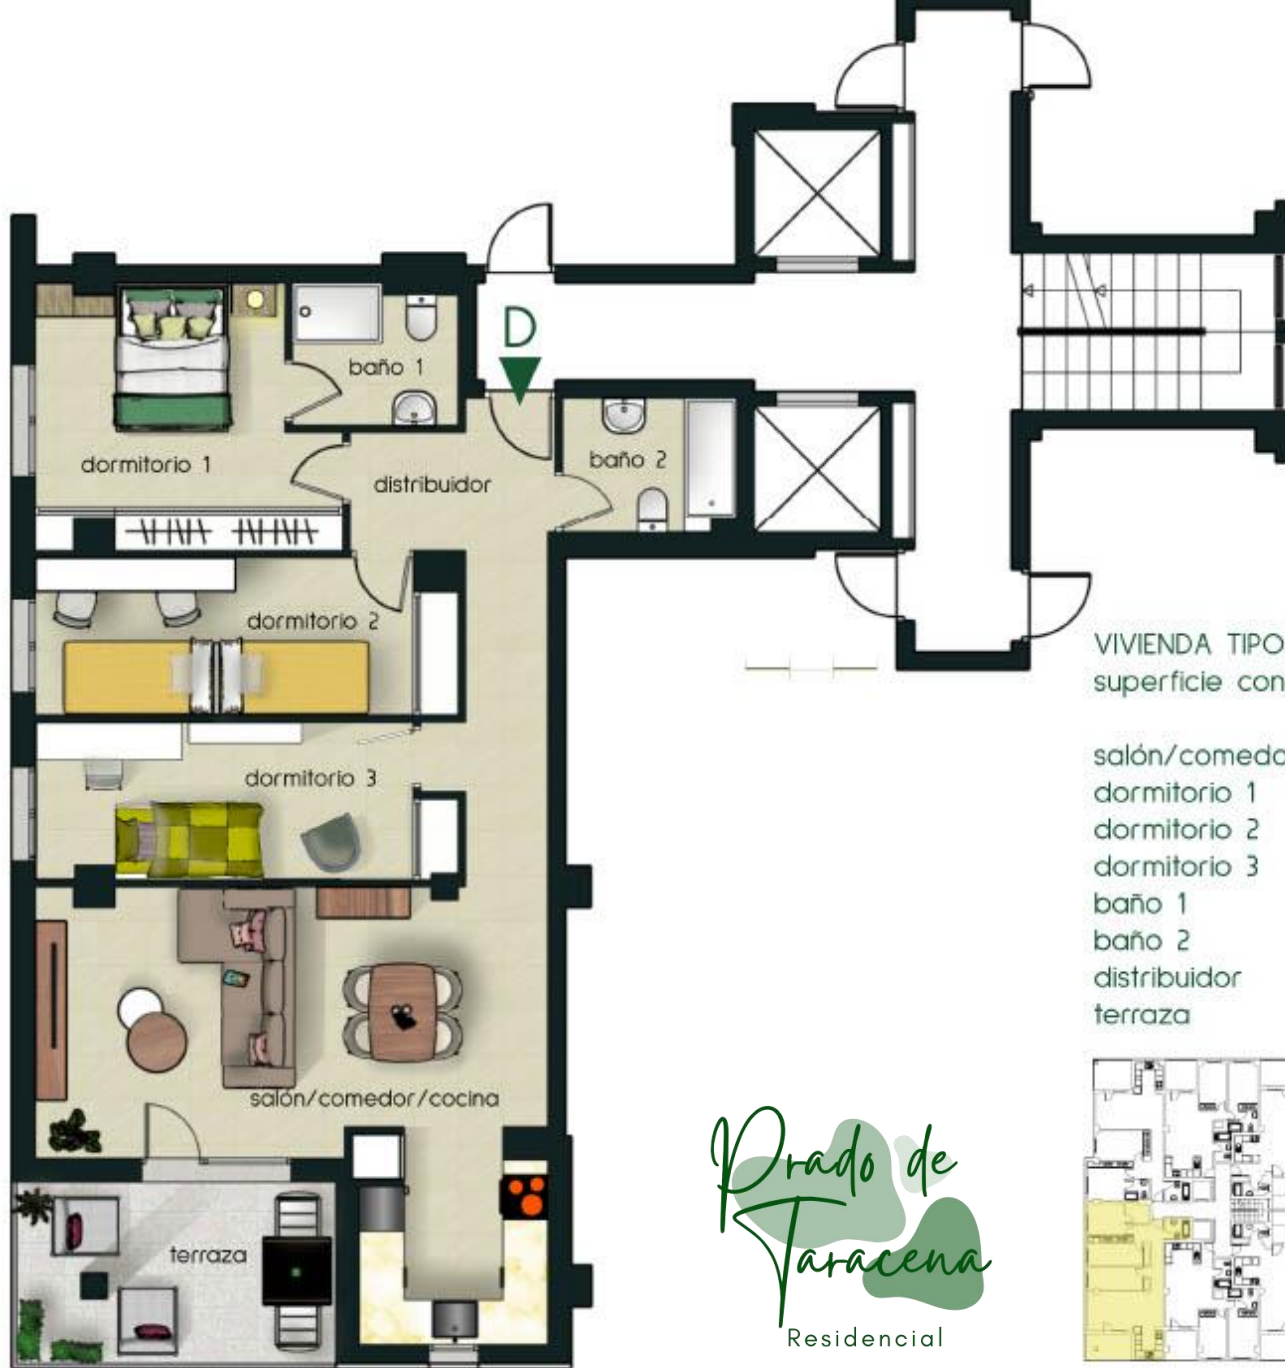 D
baño 1
dormitorio 1
distribuidor
baño 2
dormitorio 2
dormitorio 3
salón/comedor/cocina
terraza
VIVIENDA TIPO
superficie con
salón/comedo
dormitorio 1
dormitorio 2
dormitorio 3
baño 1
baño 2
distribuidor
terraza
Prado de
Taracena
Residencial